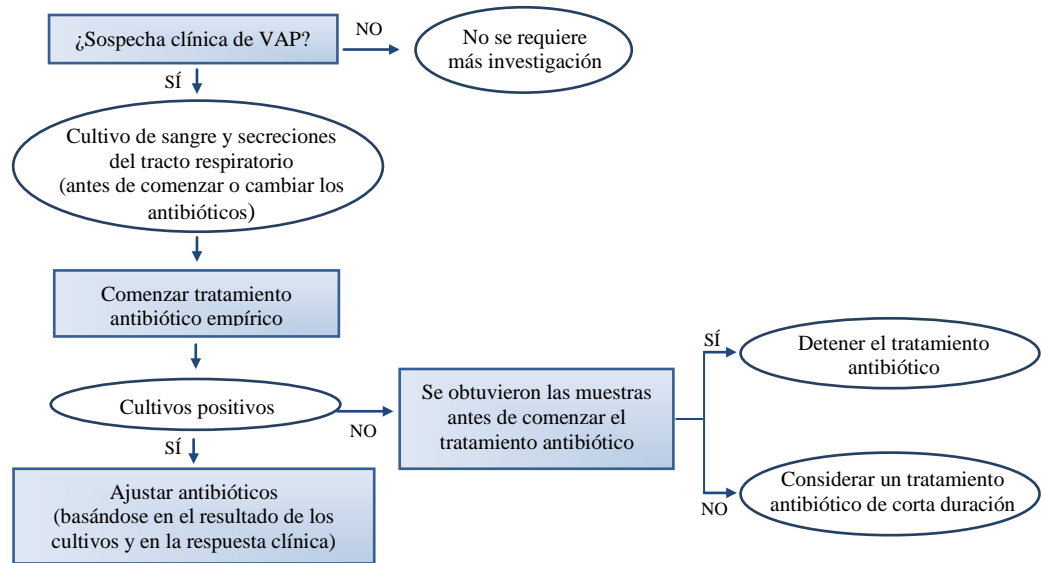 ¿Sospecha clínica de VAP?
NO
No se requiere
más investigación
SÍ
Cultivo de sangre y secreciones
del tracto respiratorio
(antes de comenzar o cambiar los
antibióticos)
Comenzar tratamiento
antibiótico empírico
Cultivos positivos
NO
Se obtuvieron las muestras
antes de comenzar el
tratamiento antibiótico
SÍ
Detener el tratamiento
antibiótico
NO
Considerar un tratamiento
antibiótico de corta duración
SÍ
Ajustar antibióticos
(basándose en el resultado de los
cultivos y en la respuesta clínica)